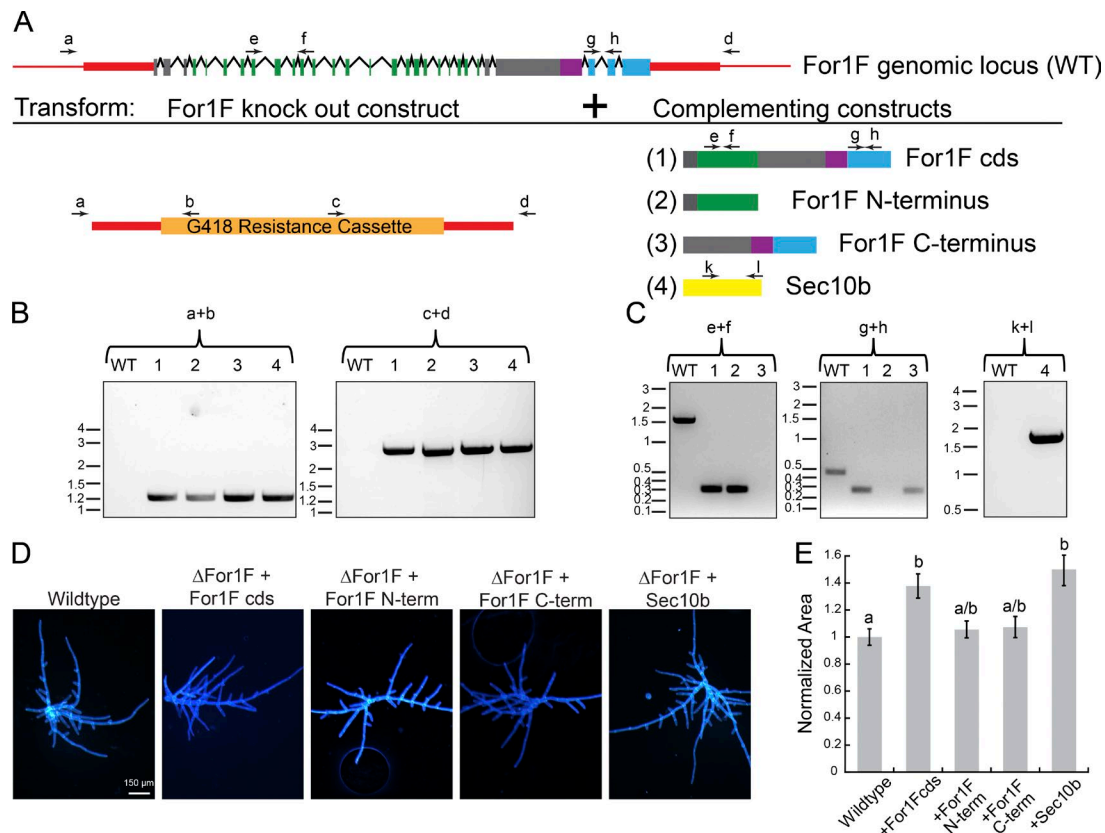 A
a
e
f
g
h
d
For1F genomic locus (WT)
Transform: For1F knock out construct + Complementing constructs
e f g h
(1) For1F cds
(2) For1F N-terminus
(3) For1F C-terminus
k l
(4) Sec10b
a b c d
G418 Resistance Cassette
B
a+b
WT 1 2 3 4
4
3
2
1.5
1.2
1
c+d
WT 1 2 3 4
4
3
2
1.5
1.2
1
C
e+f
WT 1 2 3
3
2
1.5
1
0.5
0.4
0.3
0.2
0.1
g+h
WT 1 2 3
3
2
1.5
1
0.5
0.4
0.3
0.2
0.1
k+l
WT 4
4
3
2
1.5
1
0.5
D
Wildtype
ΔFor1F +
For1F cds
ΔFor1F +
For1F N-term
ΔFor1F +
For1F C-term
ΔFor1F +
Sec10b
150 µm
E
Normalized Area
1.6
1.4
1.2
1
0.8
0.6
0.4
0.2
0
a
b
a/b
a/b
b
Wildtype
+For1Fcds
+For1F
N-term
+For1F
C-term
+Sec10b